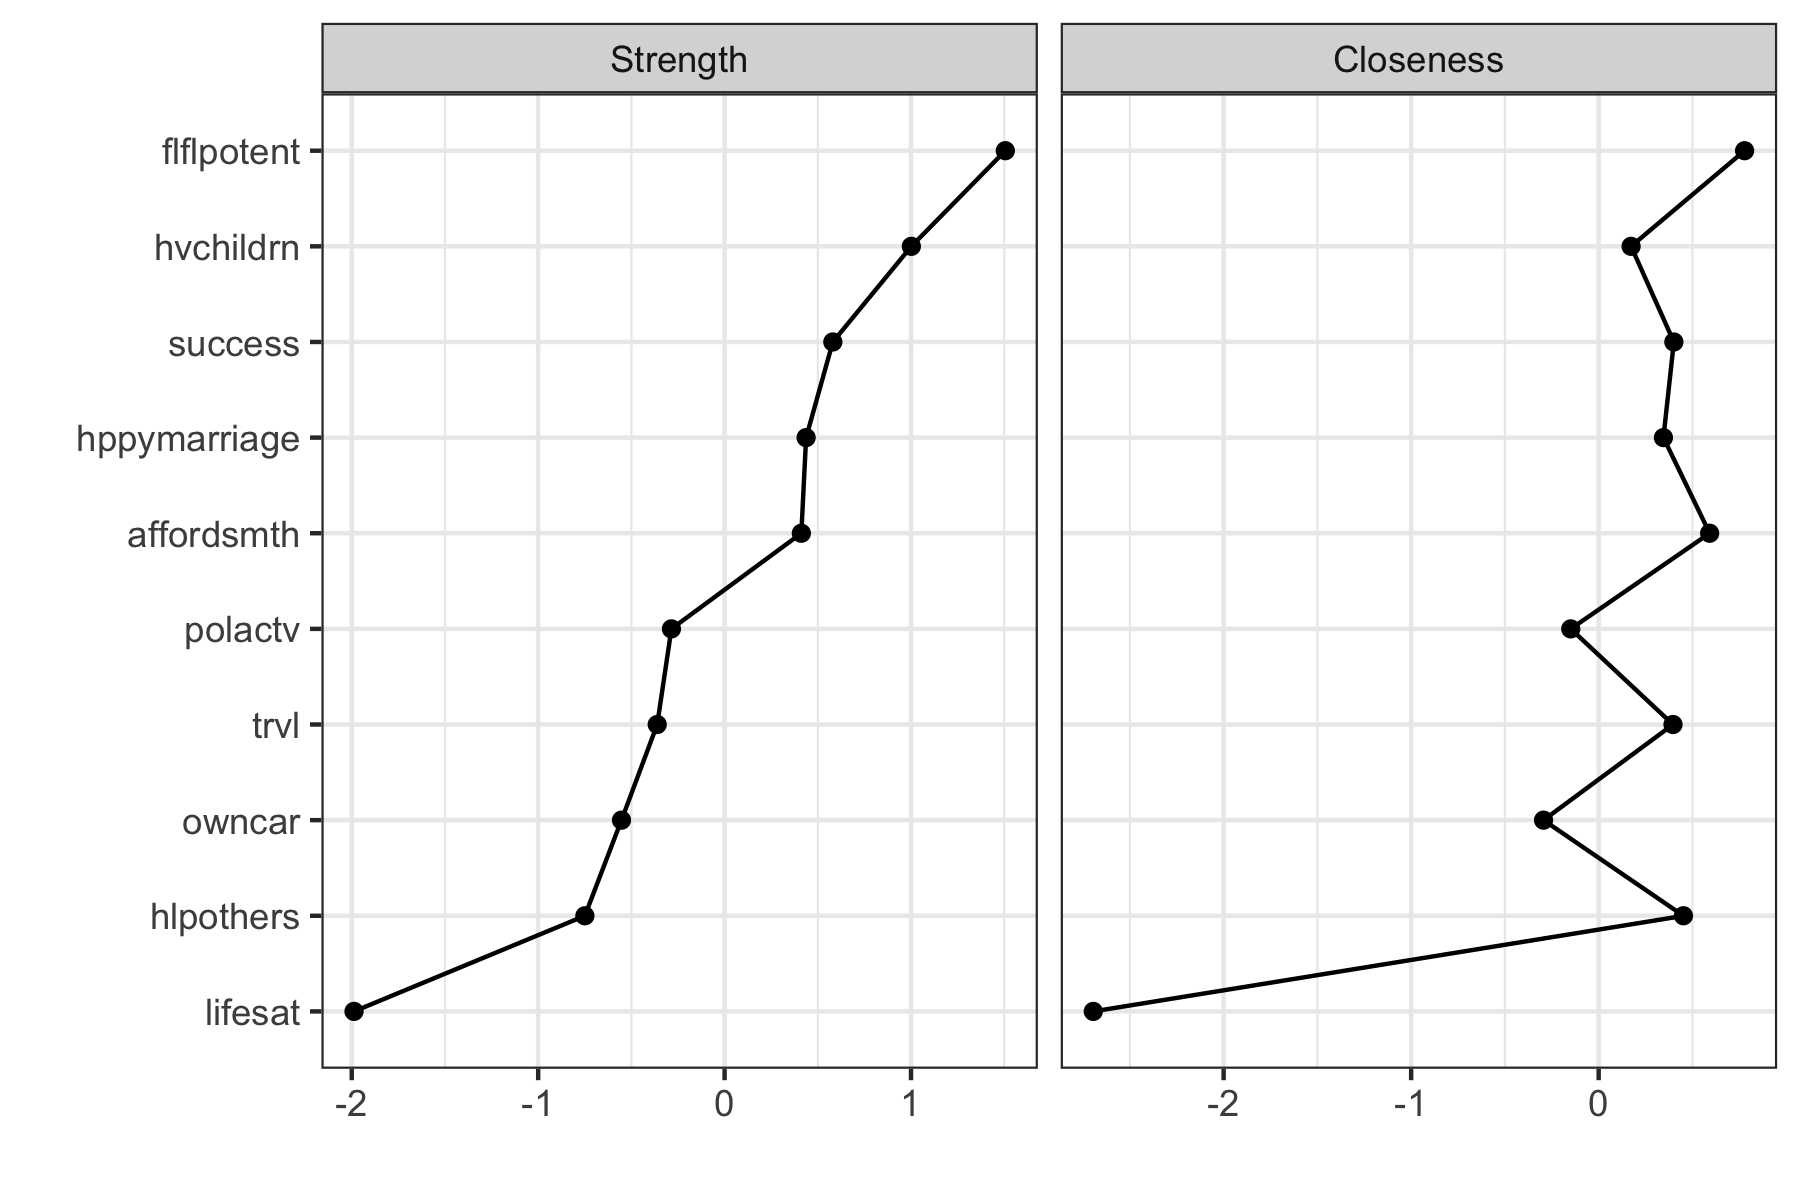 Strength Closeness
flflpotent
hvchildrn
success
hppymarriage
affordsmth
polactv
trvl
owncar
hlpothers
lifesat
-2 -1 0 1 -2 -1 0